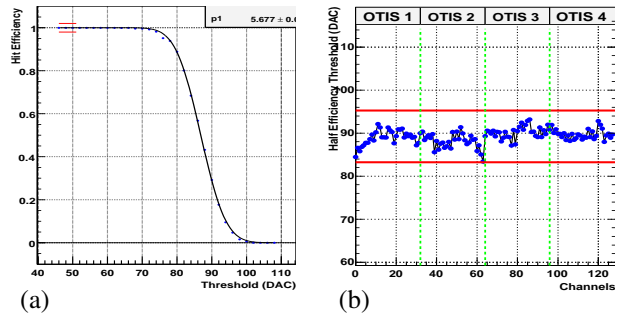 p1 5.677 ± 0.0
Hit Efficiency
1
0.8
0.6
0.4
0.2
0
40 50 60 70 80 90 100 110
Threshold (DAC)
(a)
OTIS 1 OTIS 2 OTIS 3 OTIS 4
Half Efficiency Threshold (DAC)
110
100
90
80
70
60
0 20 40 60 80 100 120
Channels
(b)